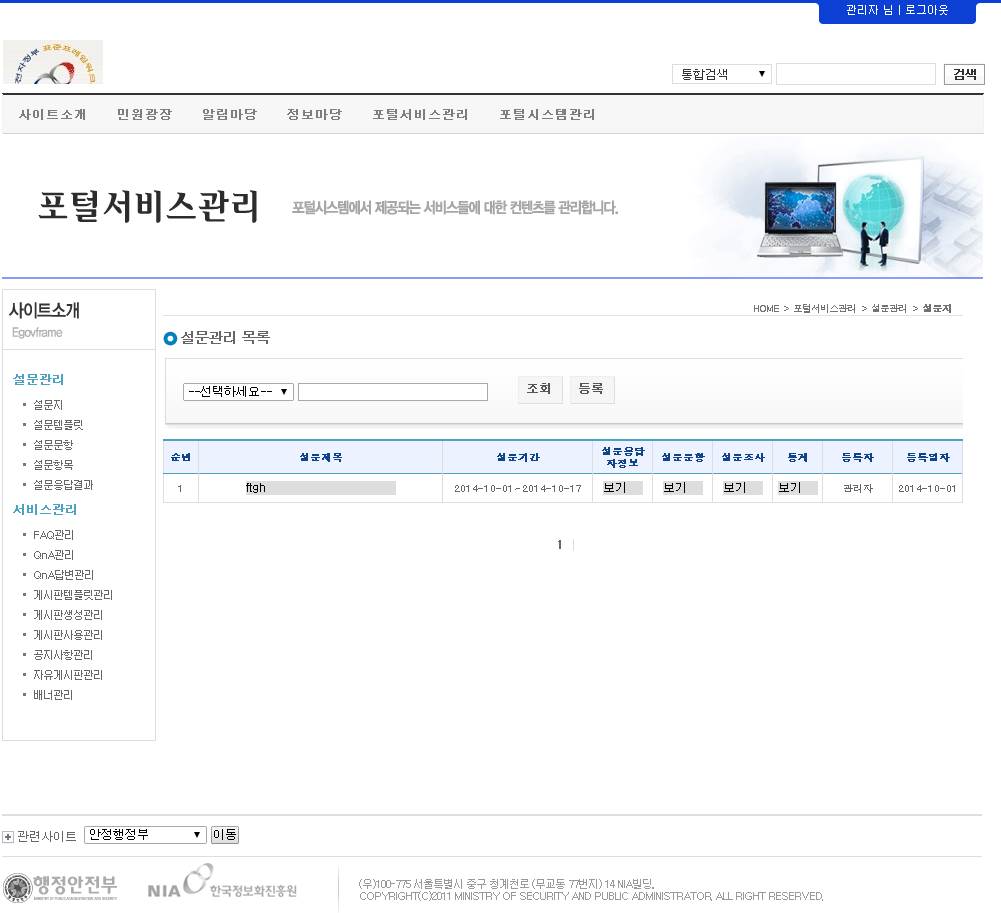 관리자 님 | 로그아웃
전자정부 표준프레임워크
통합검색 ▼ 검색
사이트소개 민원광장 알림마당 정보마당 포털서비스관리 포털시스템관리
포털서비스관리 포털시스템에서 제공되는 서비스들에 대한 컨텐츠를 관리합니다.
사이트소개
Egovframe
HOME > 포털서비스관리 > 설문관리 > 설문지
설문관리 목록
설문관리
설문지
설문템플릿
설문문항
설문항목
설문응답결과
서비스관리
FAQ관리
QnA관리
QnA답변관리
게시판템플릿관리
게시판생성관리
게시판사용관리
공지사항관리
자유게시판관리
배너관리
--선택하세요-- ▼ 조회 등록
순번 설문제목 설문기간 설문응답자정보 설문문항 설문조사 통계 등록자 등록일자
1 ftgh 2014-10-01~2014-10-17 보기 보기 보기 보기 관리자 2014-10-01
1
관련사이트 안정행정부 ▼ 이동
행정안전부
NIA 한국정보화진흥원
(우)100-775 서울특별시 중구 청계천로 (무교동 77번지) 14 NIA빌딩.
COPYRIGHT(C)2011 MINISTRY OF SECURITY AND PUBLIC ADMINISTRATOR, ALL RIGHT RESERVED.